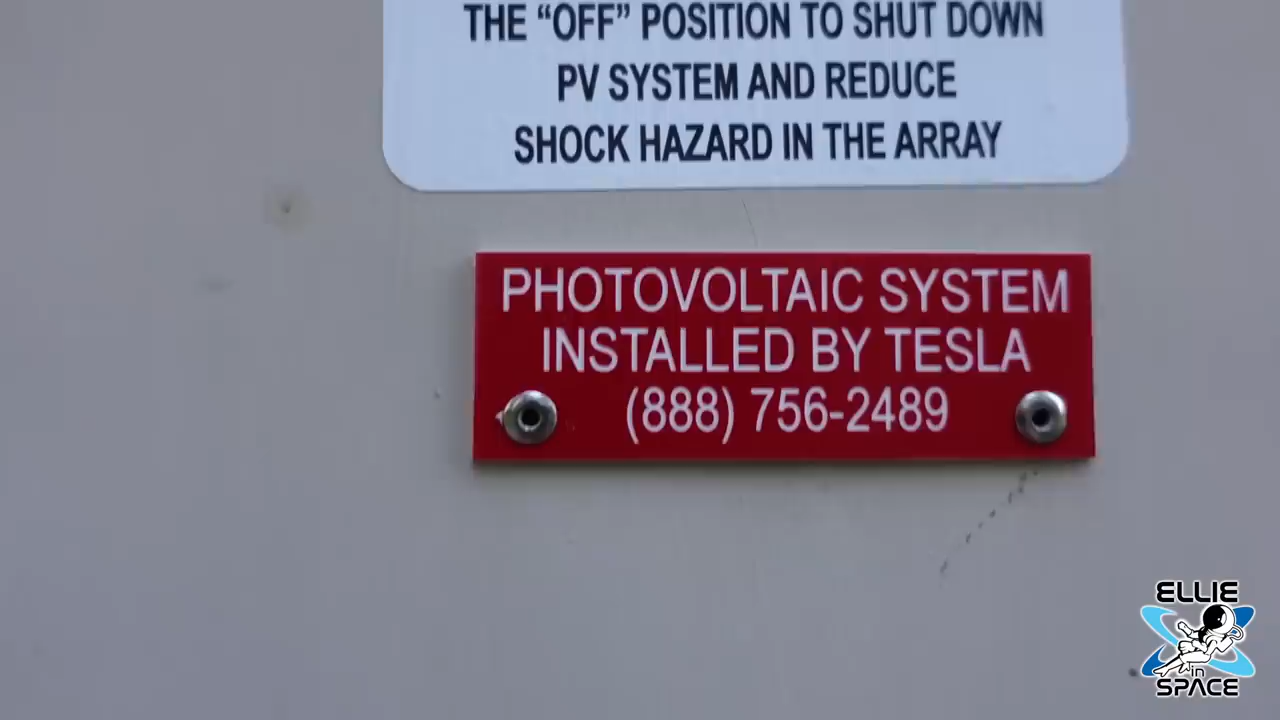 THE “OFF” POSITION TO SHUT DOWN
PV SYSTEM AND REDUCE
SHOCK HAZARD IN THE ARRAY
PHOTOVOLTAIC SYSTEM
INSTALLED BY TESLA
(888) 756-2489
ELLIE
in
SPACE